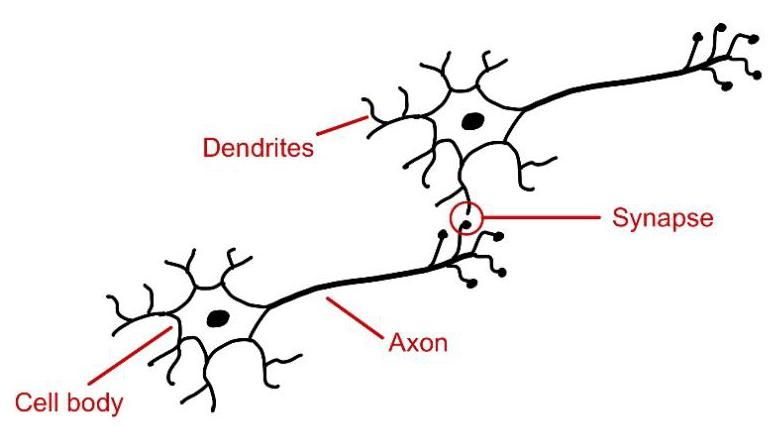 Dendrites
Synapse
Axon
Cell body